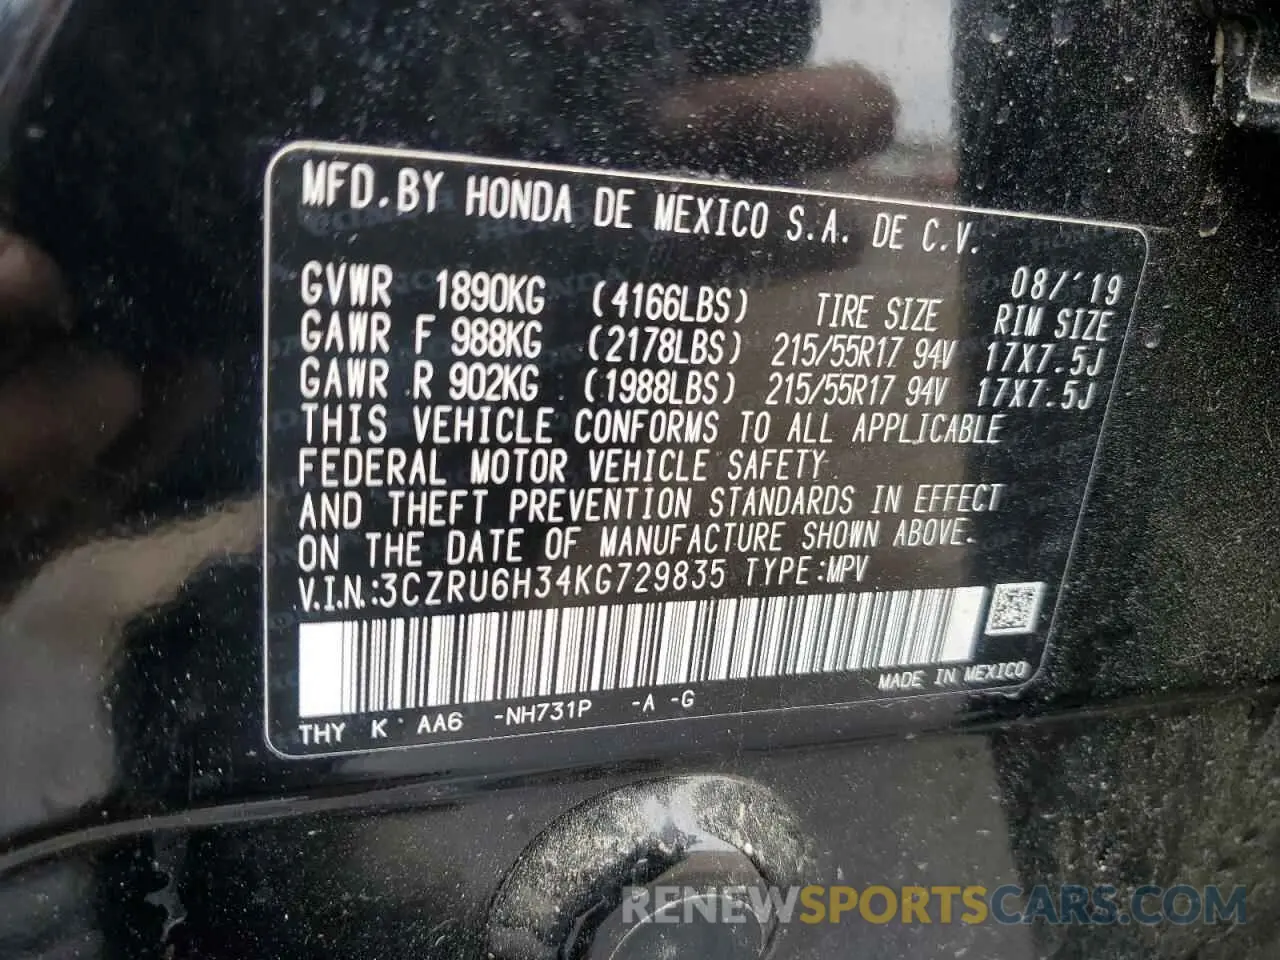 MFD.BY HONDA DE MEXICO S.A. DE C.V.
08/'19
GVWR 1890KG (4166LBS) TIRE SIZE RIM SIZE
GAWR F 988KG (2178LBS) 215/55R17 94V 17X7.5J
GAWR R 902KG (1988LBS) 215/55R17 94V 17X7.5J
THIS VEHICLE CONFORMS TO ALL APPLICABLE
FEDERAL MOTOR VEHICLE SAFETY
AND THEFT PREVENTION STANDARDS IN EFFECT
ON THE DATE OF MANUFACTURE SHOWN ABOVE.
V.I.N.:3CZRU6H34KG729835 TYPE:MPV
MADE IN MEXICO
THY K AA6 -NH731P -A -G
RENEWSPORTSCARS.COM